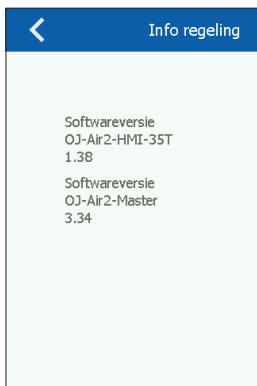 Info regeling
Softwareversie
OJ-Air2-HMI-35T
1.38
Softwareversie
OJ-Air2-Master
3.34